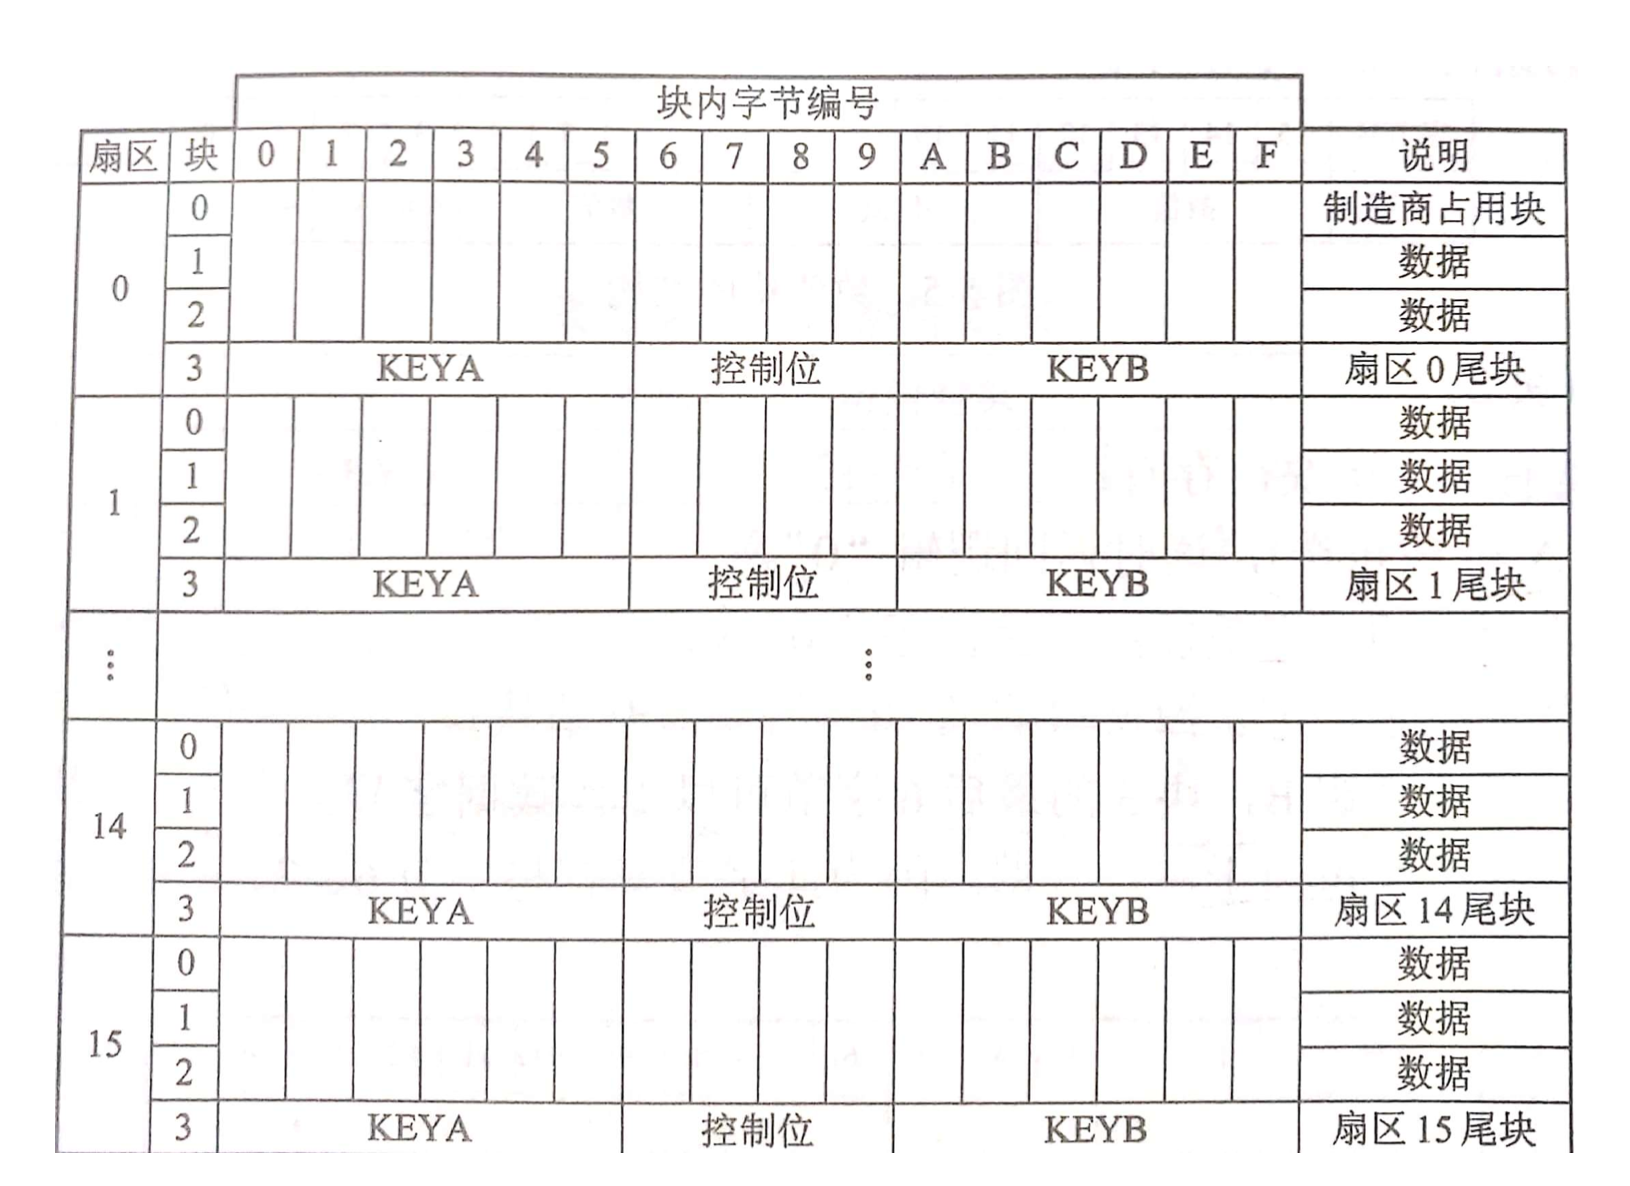 块内字节编号
扇区 块 0 1 2 3 4 5 6 7 8 9 A B C D E F 说明
0 0 制造商占用块
1 数据
2 数据
3 KEYA 控制位 KEYB 扇区 0 尾块
1 0 数据
1 数据
2 数据
3 KEYA 控制位 KEYB 扇区 1 尾块
⋮ ⋮
14 0 数据
1 数据
2 数据
3 KEYA 控制位 KEYB 扇区 14 尾块
15 0 数据
1 数据
2 数据
3 KEYA 控制位 KEYB 扇区 15 尾块